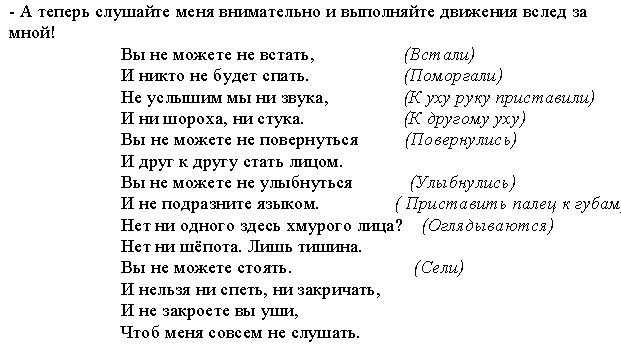 - А теперь слушайте меня внимательно и выполняйте движения вслед за
мной!
Вы не можете не встать, (Встали)
И никто не будет спать. (Поморгали)
Не услышим мы ни звука, (К уху руку приставили)
И ни шороха, ни стука. (К другому уху)
Вы не можете не повернуться (Повернулись)
И друг к другу стать лицом.
Вы не можете не улыбнуться (Улыбнулись)
И не подразните языком. ( Приставить палец к губам)
Нет ни одного здесь хмурого лица? (Оглядываются)
Нет ни шёпота. Лишь тишина.
Вы не можете стоять. (Сели)
И нельзя ни спеть, ни закричать,
И не закроете вы уши,
Чтоб меня совсем не слушать.